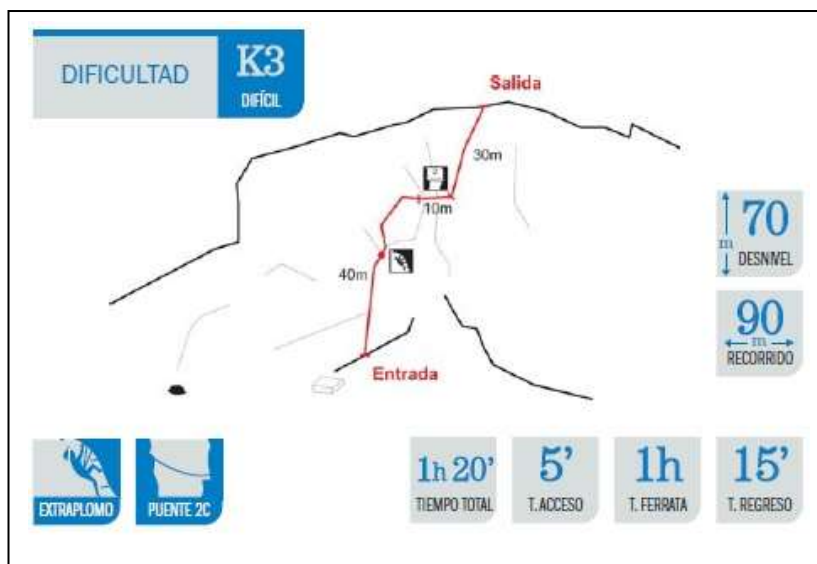 DIFICULTAD
K3
DIFÍCIL
Salida
30m
2
10m
40m
Entrada
70
m
DESNIVEL
90
m
RECORRIDO
EXTRAPLOMO
PUENTE 2C
1h 20’
TIEMPO TOTAL
5’
T. ACCESO
1h
T. FERRATA
15’
T. REGRESO